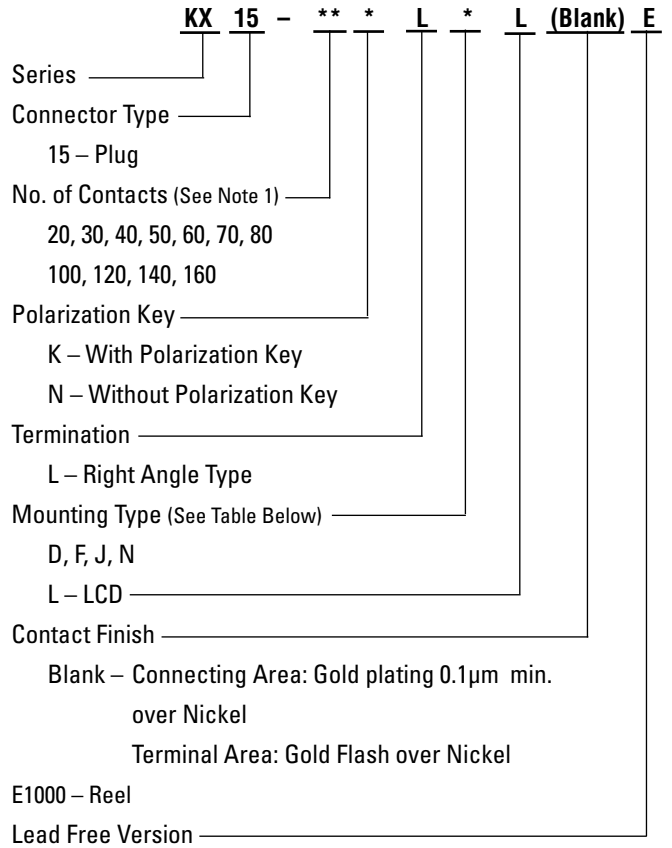 KX 15 – ** * L * L (Blank) E
Series
Connector Type
15 – Plug
No. of Contacts (See Note 1)
20, 30, 40, 50, 60, 70, 80
100, 120, 140, 160
Polarization Key
K – With Polarization Key
N – Without Polarization Key
Termination
L – Right Angle Type
Mounting Type (See Table Below)
D, F, J, N
L – LCD
Contact Finish
Blank – Connecting Area: Gold plating 0.1µm min.
over Nickel
Terminal Area: Gold Flash over Nickel
E1000 – Reel
Lead Free Version